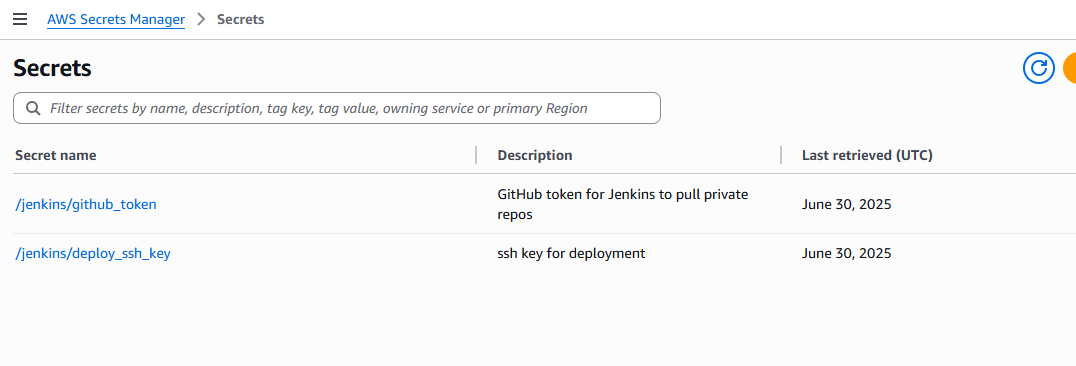 AWS Secrets Manager > Secrets
Secrets
Filter secrets by name, description, tag key, tag value, owning service or primary Region
Secret name Description Last retrieved (UTC)
/jenkins/github_token GitHub token for Jenkins to pull private
repos June 30, 2025
/jenkins/deploy_ssh_key ssh key for deployment June 30, 2025